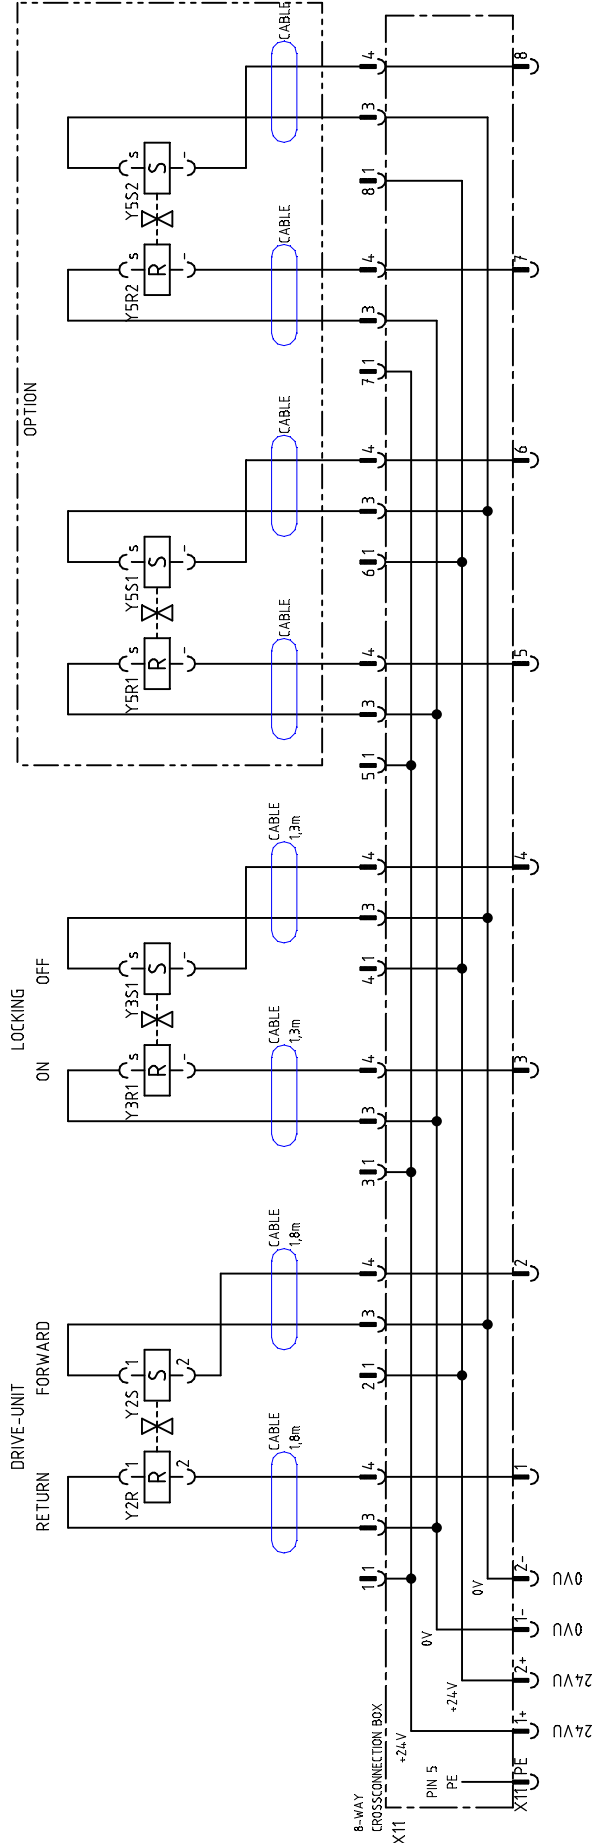 DRIVE-UNIT
LOCKING
OPTION
RETURN
FORWARD
ON
OFF
Y2R 1
Y2S 1
Y3R1 s
Y3S1 s
Y5R1 s
Y5S1 s
Y5R2 s
Y5S2 s
R
S
R
S
R
S
R
S
2
2
-
-
-
-
-
-
CABLE
1,8m
CABLE
1,8m
CABLE
1,3m
CABLE
1,3m
CABLE
CABLE
CABLE
CABLE
8-WAY
CROSSCONNECTION BOX
X11
1 1
3
4
2 1
3
4
3 1
3
4
4 1
3
4
5 1
3
4
6 1
3
4
7 1
3
4
8 1
3
4
+24V
0V
PIN 5
PE
+24V
0V
X11 PE
1+
2+
1-
2-
1
2
3
4
5
6
7
8
24VU
24VU
0VU
0VU